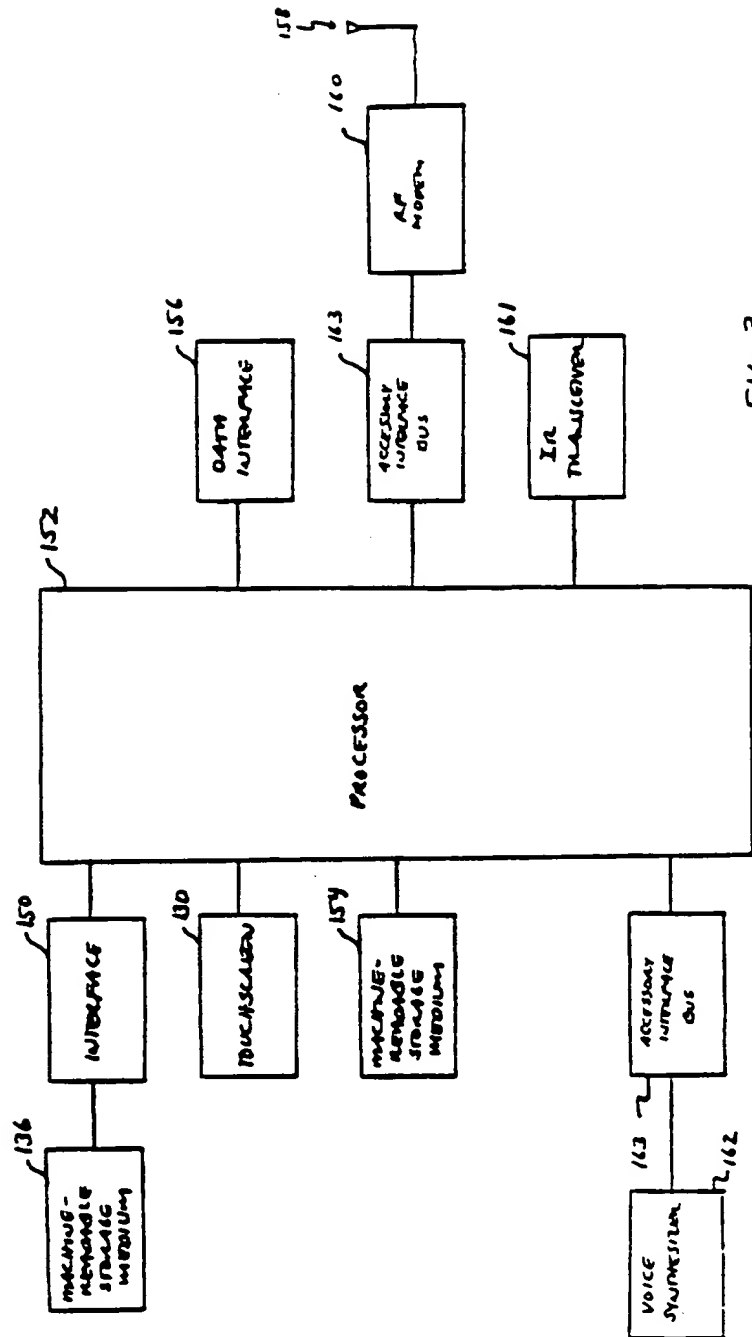 158
160
RF
MODEM
156
DATA
INTERFACE
163
ACCESSORY
INTERFACE
BUS
161
IR
TRANSCEIVER
152
PROCESSOR
150
INTERFACE
130
TOUCHSCREEN
154
MACHINE-
READABLE
STORAGE
MEDIUM
ACCESSORY
INTERFACE
BUS
163
136
MACHINE-
READABLE
STORAGE
MEDIUM
162
VOICE
SYNTHESIZER